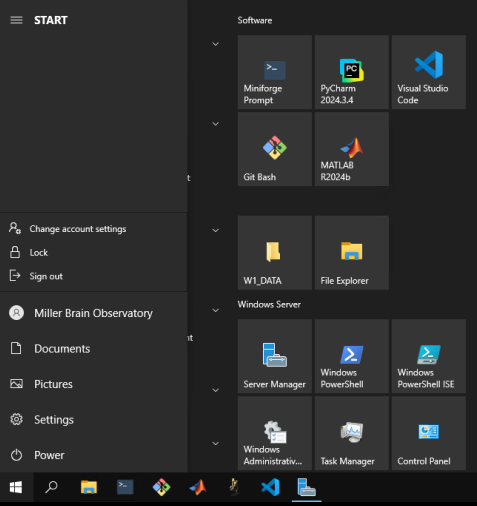 START
Software
Miniforge
Prompt
PC
PyCharm
2024.3.4
Visual Studio
Code
Git Bash
MATLAB
R2024b
t
Change account settings
Lock
Sign out
W1_DATA
File Explorer
Miller Brain Observatory
Windows Server
nt
Documents
Pictures
Server Manager
Windows
PowerShell
Windows
PowerShell ISE
Settings
Power
Windows
Administrativ...
Task Manager
Control Panel